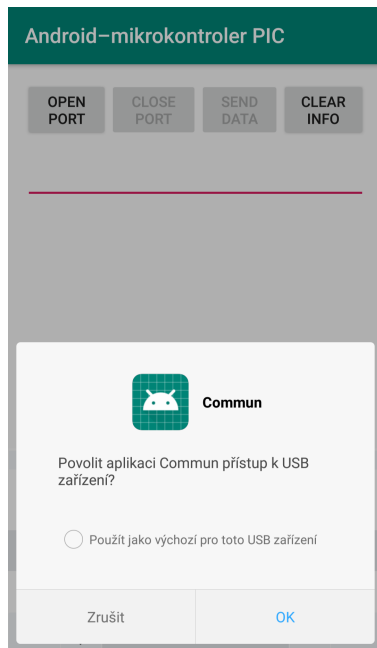 Android–mikrokontroler PIC
OPEN PORT
CLOSE PORT
SEND DATA
CLEAR INFO
Commun
Povolit aplikaci Commun přístup k USB
zařízení?
Použít jako výchozí pro toto USB zařízení
Zrušit
OK